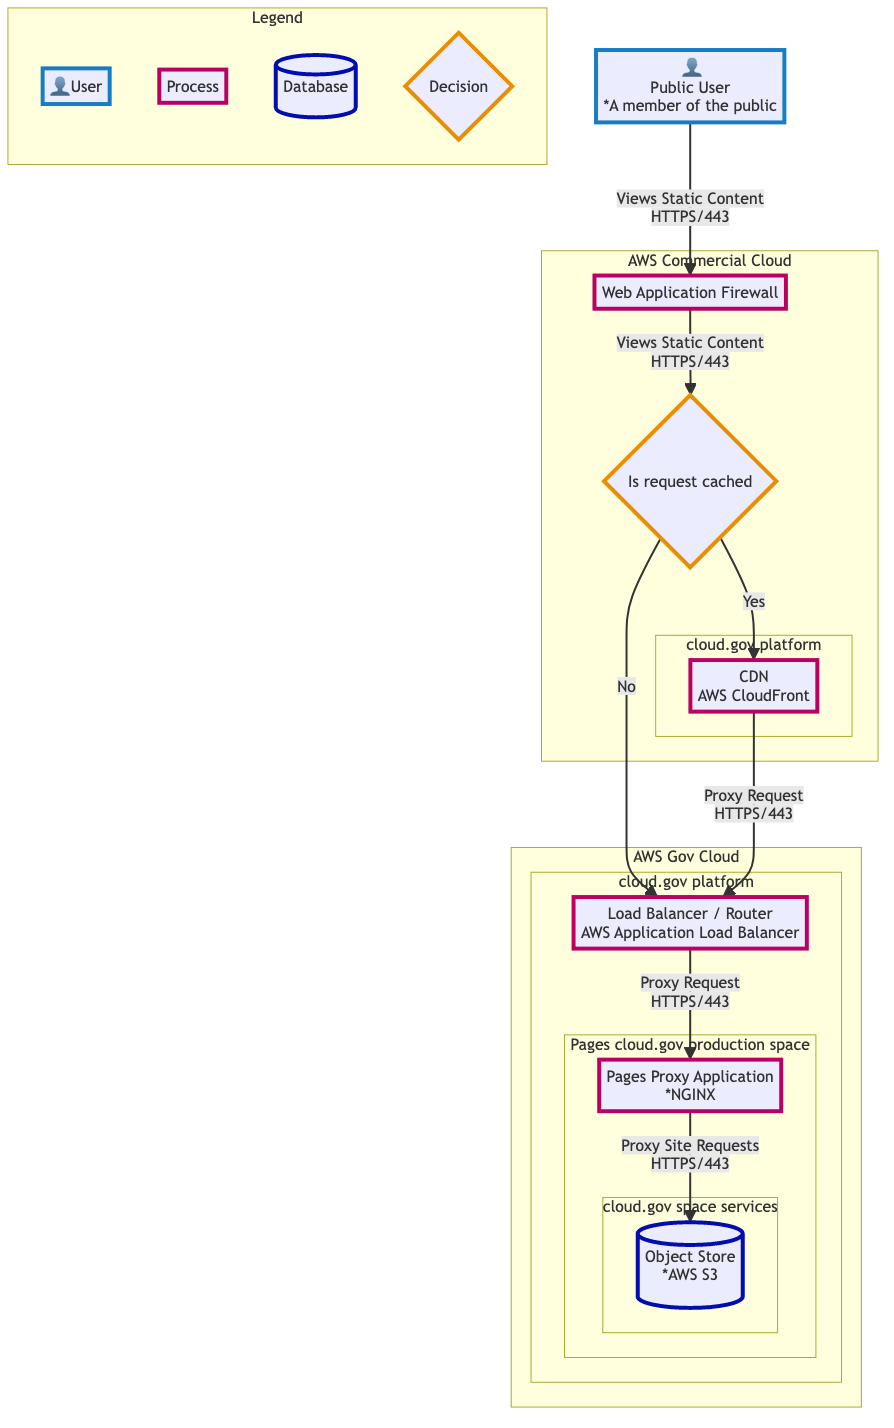 Legend
👤User
Process
Database
Decision
👤
Public User
*A member of the public
Views Static Content
HTTPS/443
AWS Commercial Cloud
Web Application Firewall
Views Static Content
HTTPS/443
Is request cached
Yes
No
cloud.gov platform
CDN
AWS CloudFront
Proxy Request
HTTPS/443
AWS Gov Cloud
cloud.gov platform
Load Balancer / Router
AWS Application Load Balancer
Proxy Request
HTTPS/443
Pages cloud.gov production space
Pages Proxy Application
*NGINX
Proxy Site Requests
HTTPS/443
cloud.gov space services
Object Store
*AWS S3